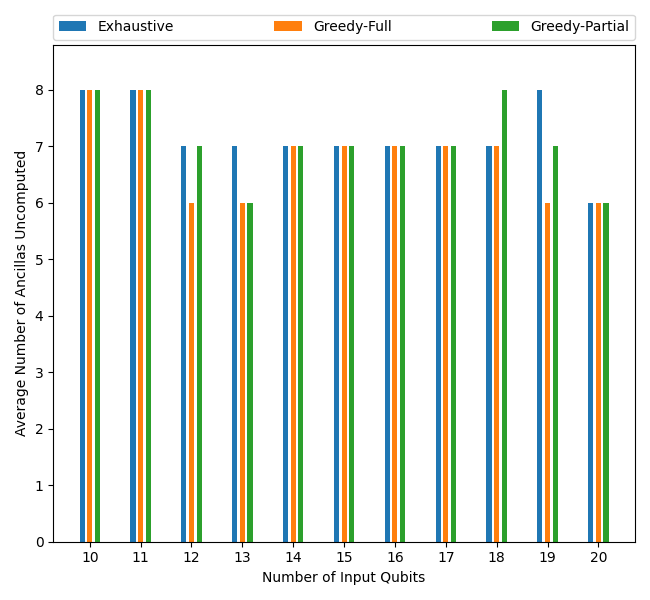 Exhaustive Greedy-Full Greedy-Partial
8
7
6
5
4
3
2
1
0
Average Number of Ancillas Uncomputed
10 11 12 13 14 15 16 17 18 19 20
Number of Input Qubits